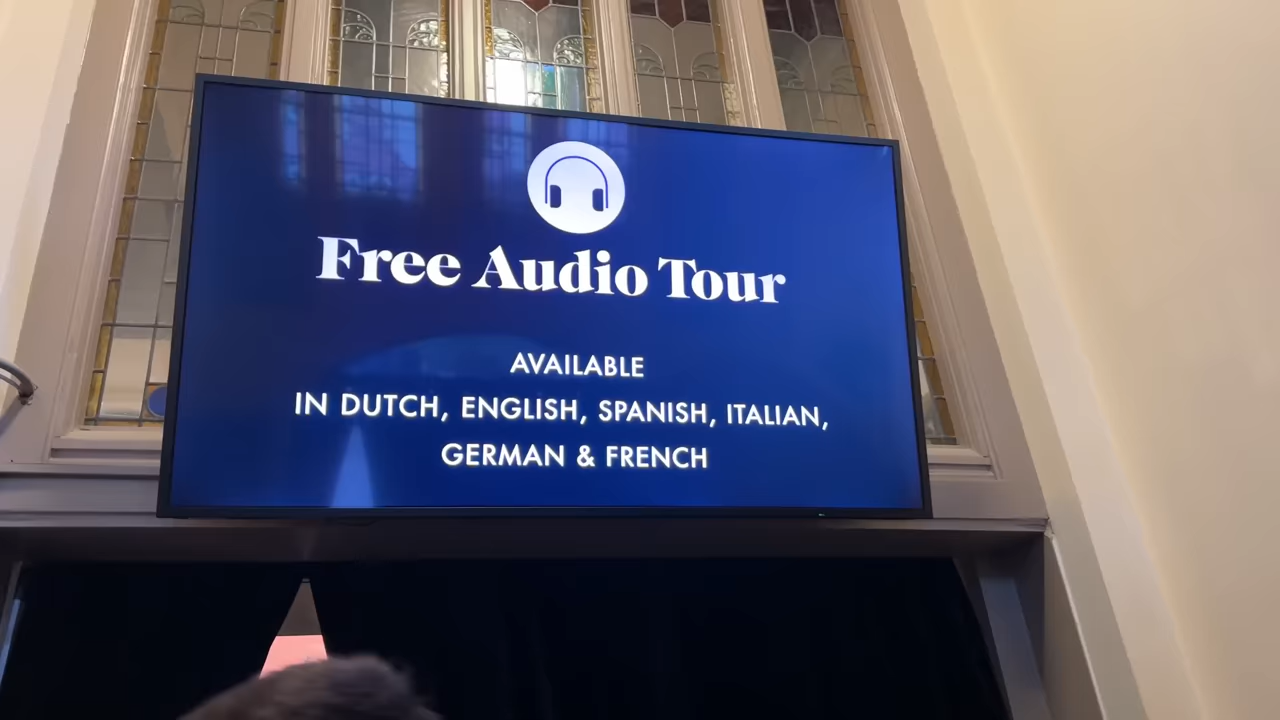 Free Audio Tour
AVAILABLE
IN DUTCH, ENGLISH, SPANISH, ITALIAN,
GERMAN & FRENCH